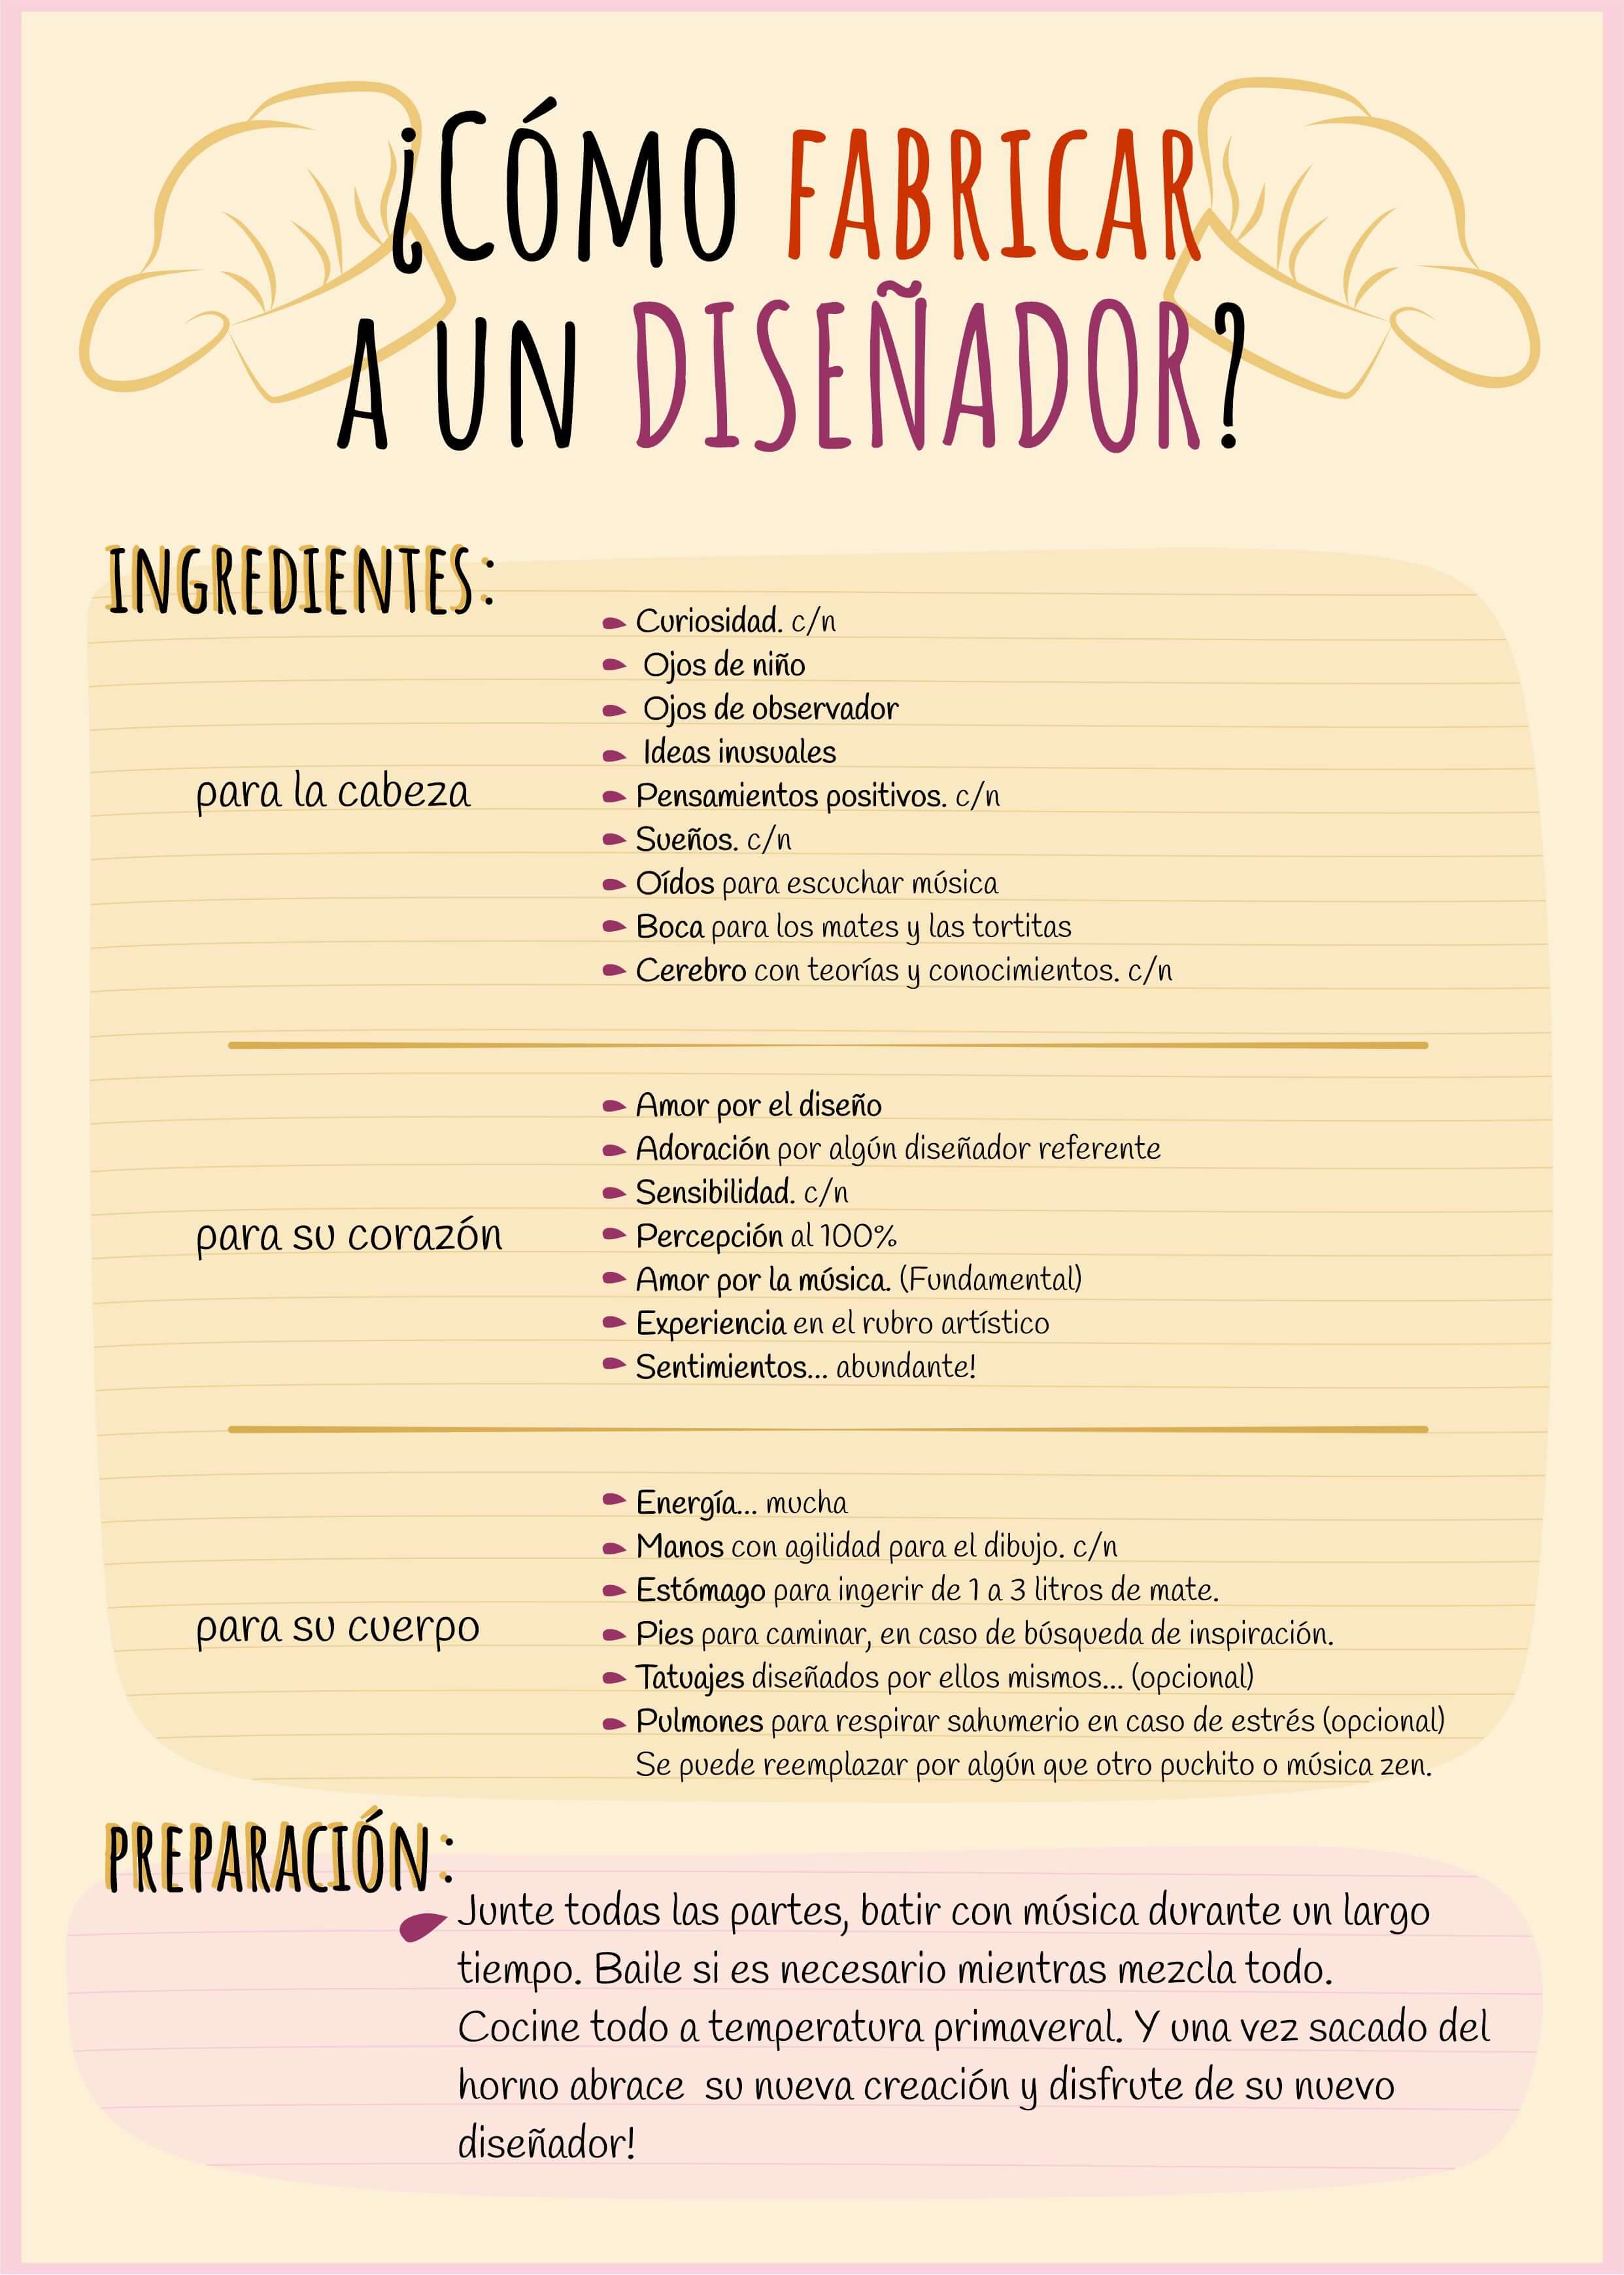 ¿Cómo FABRICAR
A UN DISEÑADOR?
INGREDIENTES:
para la cabeza
Curiosidad. c/n
Ojos de niño
Ojos de observador
Ideas inusuales
Pensamientos positivos. c/n
Sueños. c/n
Oídos para escuchar música
Boca para los mates y las tortitas
Cerebro con teorías y conocimientos. c/n
para su corazón
Amor por el diseño
Adoración por algún diseñador referente
Sensibilidad. c/n
Percepción al 100%
Amor por la música. (Fundamental)
Experiencia en el rubro artístico
Sentimientos... abundante!
para su cuerpo
Energía... mucha
Manos con agilidad para el dibujo. c/n
Estómago para ingerir de 1 a 3 litros de mate.
Pies para caminar, en caso de búsqueda de inspiración.
Tatuajes diseñados por ellos mismos... (opcional)
Pulmones para respirar sahumerio en caso de estrés (opcional)
Se puede reemplazar por algún que otro puchito o música zen.
PREPARACIÓN:
Junte todas las partes, batir con música durante un largo
tiempo. Baile si es necesario mientras mezcla todo.
Cocine todo a temperatura primaveral. Y una vez sacado del
horno abrace su nueva creación y disfrute de su nuevo
diseñador!